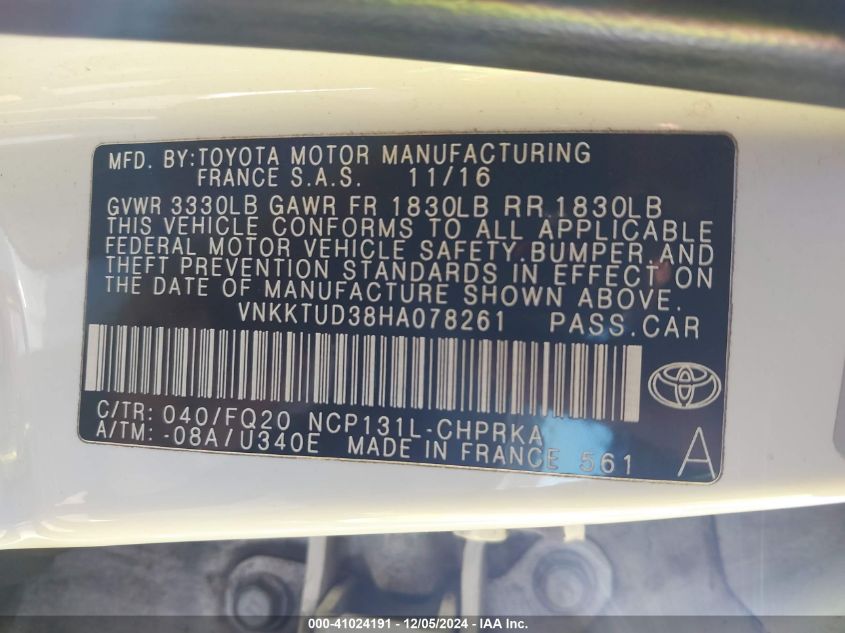 MFD. BY:TOYOTA MOTOR MANUFACTURING
FRANCE S.A.S. 11/16
GVWR 3330LB GAWR FR 1830LB RR 1830LB
THIS VEHICLE CONFORMS TO ALL APPLICABLE
FEDERAL MOTOR VEHICLE SAFETY,BUMPER,AND
THEFT PREVENTION STANDARDS IN EFFECT ON
THE DATE OF MANUFACTURE SHOWN ABOVE.
VNKKTUD38HA078261 PASS.CAR
C/TR: 040/FQ20 NCP131L-CHPRKA
A/TM: -08A/U340E MADE IN FRANCE 561 A
000-41024191 - 12/05/2024 - IAA Inc.